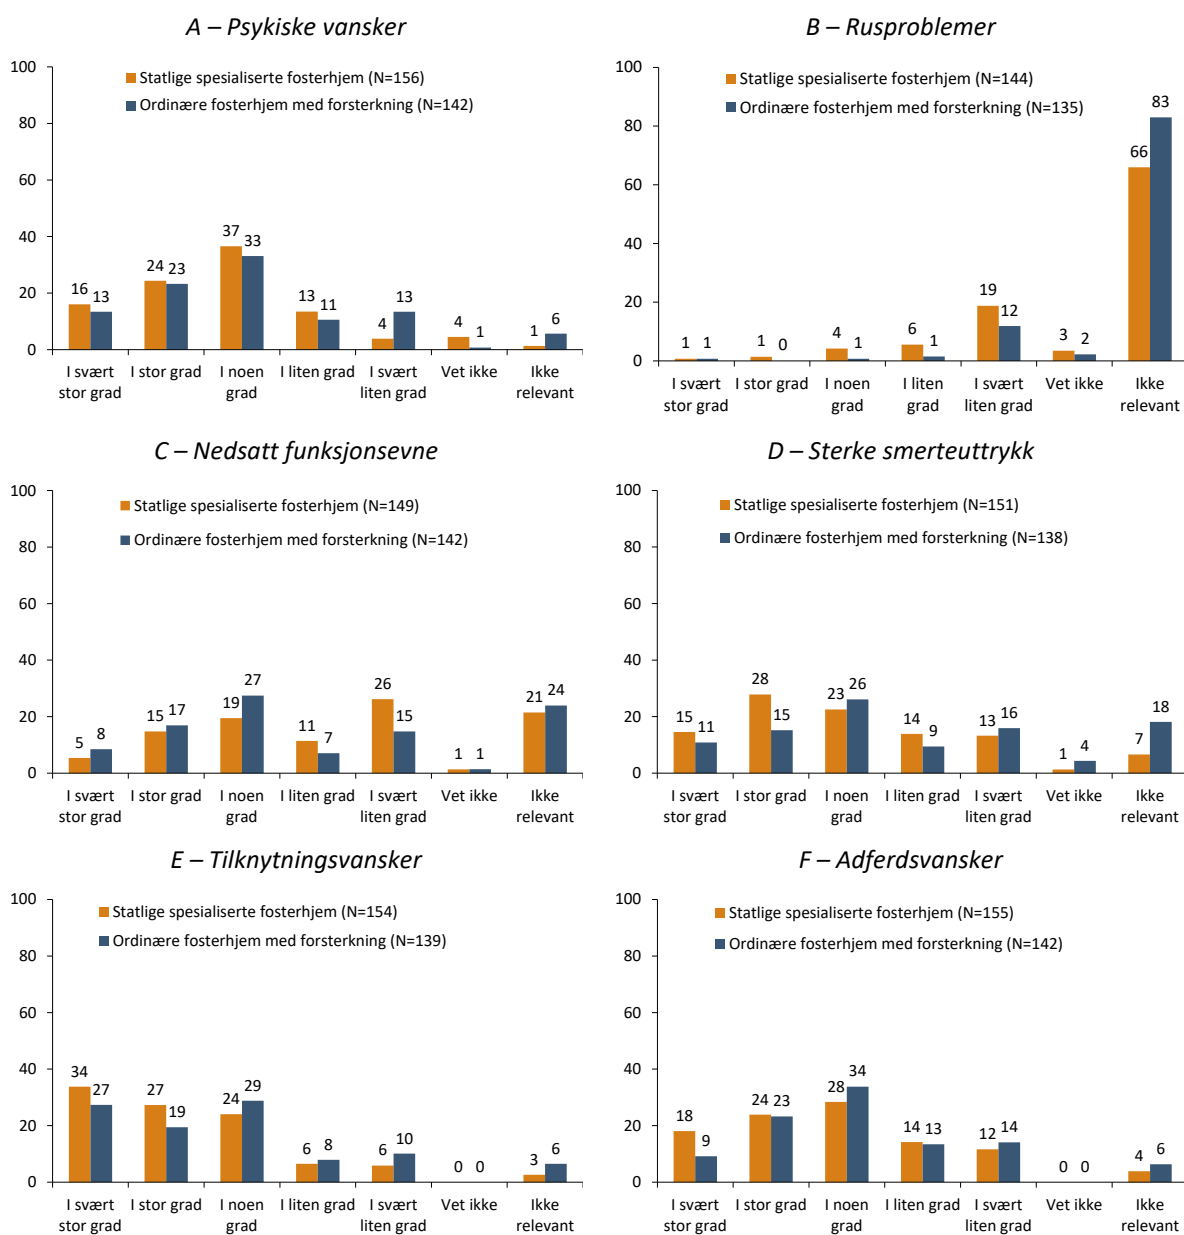 A – Psykiske vansker
100
80
60
40
20
0
Statlige spesialiserte fosterhjem (N=156)
Ordinære fosterhjem med forsterkning (N=142)
16 13 24 23 37 33 13 11 4 13 4 1 1 6
I svært I stor grad I noen I liten grad I svært Vet ikke Ikke
stor grad grad liten grad relevant
B – Rusproblemer
100
80
60
40
20
0
Statlige spesialiserte fosterhjem (N=144)
Ordinære fosterhjem med forsterkning (N=135)
1 1 1 0 4 1 6 1 19 12 3 2 66 83
I svært I stor grad I noen I liten I svært Vet ikke Ikke
stor grad grad grad liten grad relevant
C – Nedsatt funksjonsevne
100
80
60
40
20
0
Statlige spesialiserte fosterhjem (N=149)
Ordinære fosterhjem med forsterkning (N=142)
5 8 15 17 19 27 11 7 26 15 1 1 21 24
I svært I stor grad I noen I liten grad I svært Vet ikke Ikke
stor grad grad liten grad relevant
D – Sterke smerteuttrykk
100
80
60
40
20
0
Statlige spesialiserte fosterhjem (N=151)
Ordinære fosterhjem med forsterkning (N=138)
15 11 28 15 23 26 14 9 13 16 1 4 7 18
I svært I stor grad I noen I liten grad I svært Vet ikke Ikke
stor grad grad liten grad relevant
E – Tilknytningsvansker
100
80
60
40
20
0
Statlige spesialiserte fosterhjem (N=154)
Ordinære fosterhjem med forsterkning (N=139)
34 27 27 19 24 29 6 8 6 10 0 0 3 6
I svært I stor grad I noen I liten grad I svært Vet ikke Ikke
stor grad grad liten grad relevant
F – Adferdsvansker
100
80
60
40
20
0
Statlige spesialiserte fosterhjem (N=155)
Ordinære fosterhjem med forsterkning (N=142)
18 9 24 23 28 34 14 13 12 14 0 0 4 6
I svært I stor grad I noen I liten grad I svært Vet ikke Ikke
stor grad grad liten grad relevant